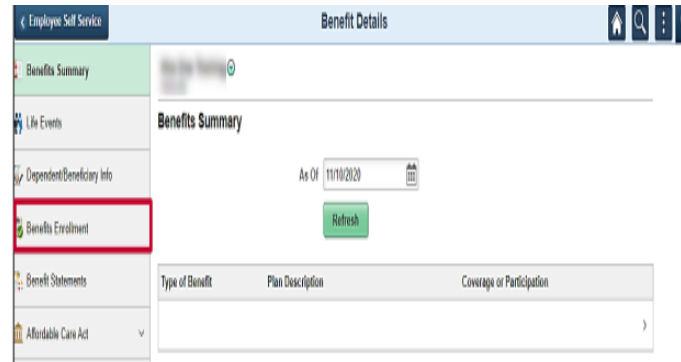 Employee Self Service
Benefit Details
Benefits Summary
Life Events
Dependent/Beneficiary Info
Benefits Enrollment
Benefit Statements
Affordable Care Act
Benefits Summary
As Of 11/10/2020
Refresh
Type of Benefit Plan Description Coverage or Participation